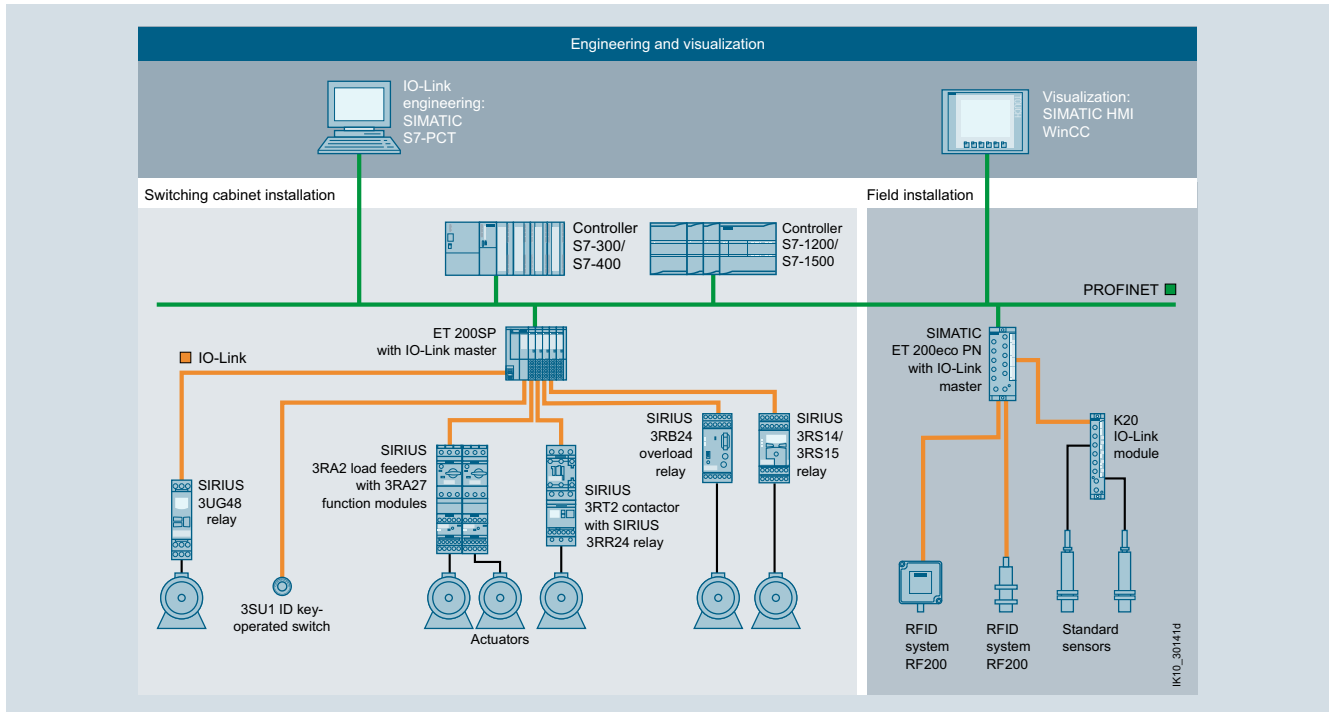 Engineering and visualization
IO-Link
engineering:
SIMATIC
S7-PCT
Visualization:
SIMATIC HMI
WinCC
Switching cabinet installation
Field installation
Controller
S7-300/
S7-400
Controller
S7-1200/
S7-1500
PROFINET
ET 200SP
with IO-Link master
SIMATIC
ET 200eco PN
with IO-Link
master
IO-Link
SIRIUS
3UG48
relay
SIRIUS
3RA2 load feeders
with 3RA27
function modules
SIRIUS
3RT2 contactor
with SIRIUS
3RR24 relay
SIRIUS
3RB24
overload
relay
SIRIUS
3RS14/
3RS15
relay
K20
IO-Link
module
3SU1 ID key-
operated switch
Actuators
RFID
system
RF200
RFID
system
RF200
Standard
sensors
IK10_30141d